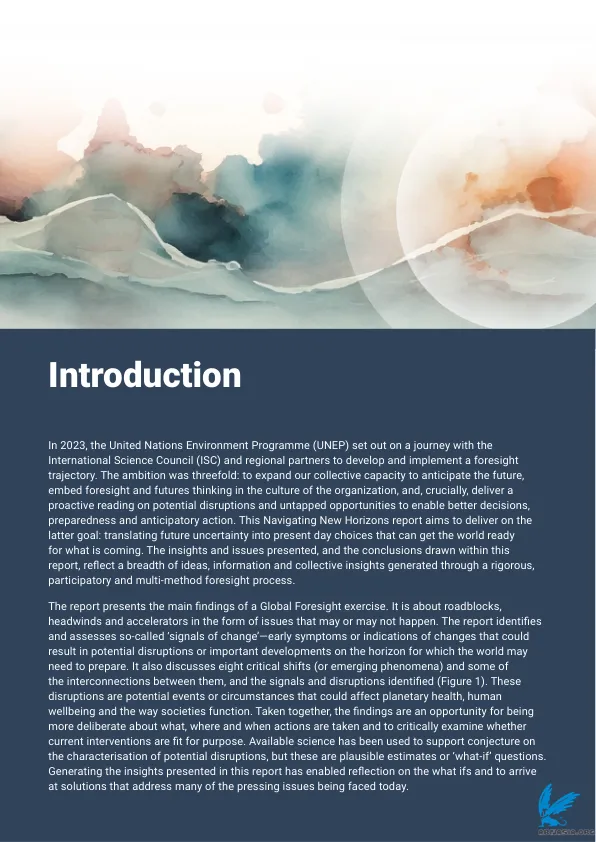 Introduction
In 2023, the United Nations Environment Programme (UNEP) set out on a journey with the
International Science Council (ISC) and regional partners to develop and implement a foresight
trajectory. The ambition was threefold: to expand our collective capacity to anticipate the future,
embed foresight and futures thinking in the culture of the organization, and, crucially, deliver a
proactive reading on potential disruptions and untapped opportunities to enable better decisions,
preparedness and anticipatory action. This Navigating New Horizons report aims to deliver on the
latter goal: translating future uncertainty into present day choices that can get the world ready
for what is coming. The insights and issues presented, and the conclusions drawn within this
report, reflect a breadth of ideas, information and collective insights generated through a rigorous,
participatory and multi-method foresight process.
The report presents the main findings of a Global Foresight exercise. It is about roadblocks,
headwinds and accelerators in the form of issues that may or may not happen. The report identifies
and assesses so-called ‘signals of change’—early symptoms or indications of changes that could
result in potential disruptions or important developments on the horizon for which the world may
need to prepare. It also discusses eight critical shifts (or emerging phenomena) and some of
the interconnections between them, and the signals and disruptions identified (Figure 1). These
disruptions are potential events or circumstances that could affect planetary health, human
wellbeing and the way societies function. Taken together, the findings are an opportunity for being
more deliberate about what, where and when actions are taken and to critically examine whether
current interventions are fit for purpose. Available science has been used to support conjecture on
the characterisation of potential disruptions, but these are plausible estimates or ‘what-if’ questions.
Generating the insights presented in this report has enabled reflection on the what ifs and to arrive
at solutions that address many of the pressing issues being faced today.